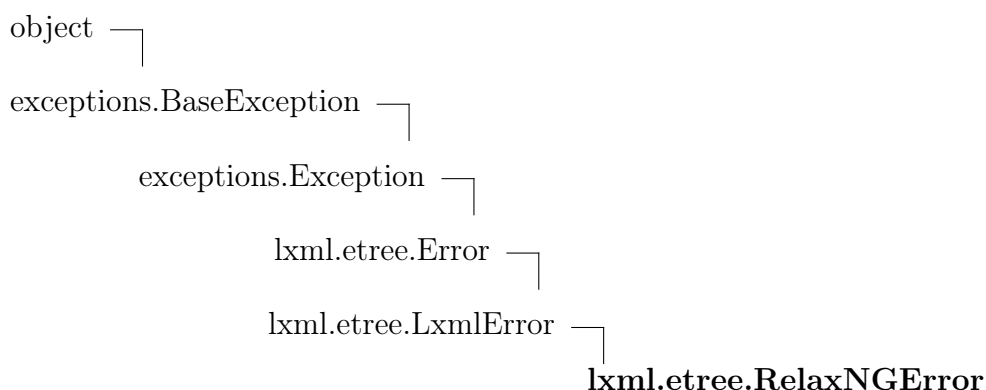 object
exceptions.BaseException
exceptions.Exception
lxml.etree.Error
lxml.etree.LxmlError
lxml.etree.RelaxNGError